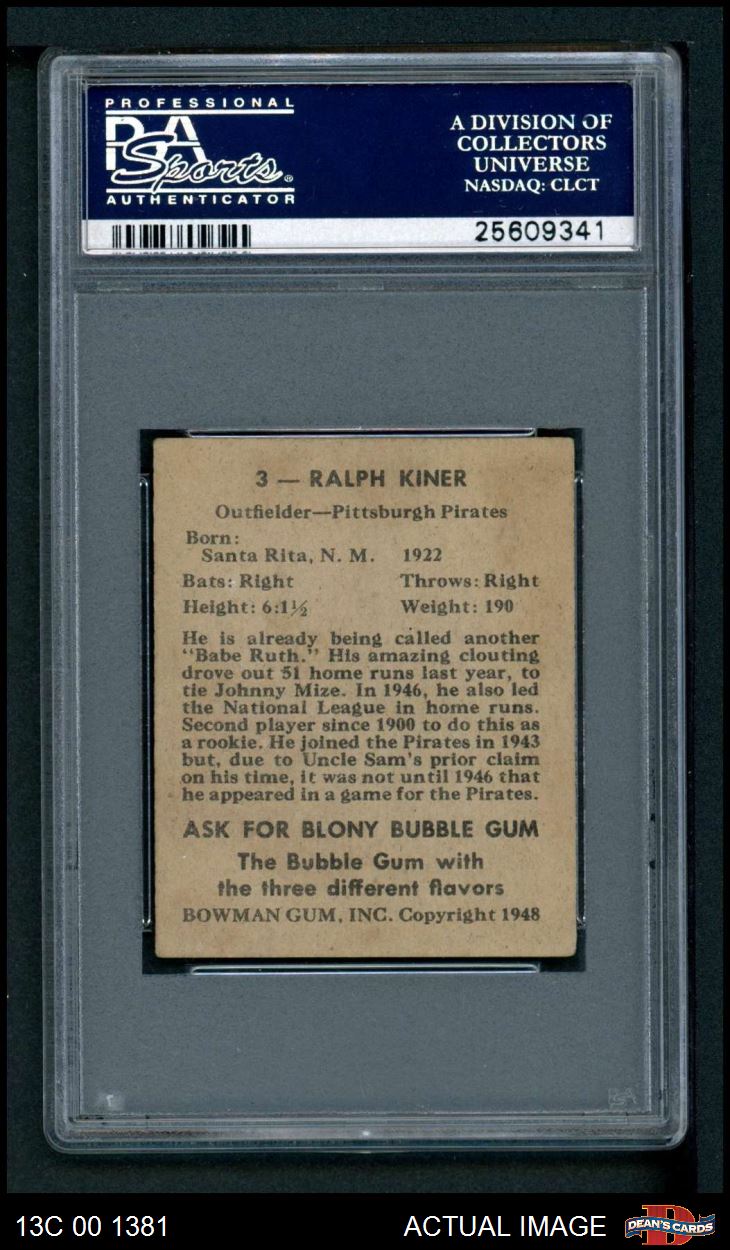 PROFESSIONAL
PSA
Sports®
AUTHENTICATOR
A DIVISION OF
COLLECTORS
UNIVERSE
NASDAQ: CLCT
25609341
3 — RALPH KINER
Outfielder—Pittsburgh Pirates
Born:
Santa Rita, N. M. 1922
Bats: Right Throws: Right
Height: 6:1½ Weight: 190
He is already being called another
"Babe Ruth." His amazing clouting
drove out 51 home runs last year, to
tie Johnny Mize. In 1946, he also led
the National League in home runs.
Second player since 1900 to do this as
a rookie. He joined the Pirates in 1943
but, due to Uncle Sam's prior claim
on his time, it was not until 1946 that
he appeared in a game for the Pirates.
ASK FOR BLONY BUBBLE GUM
The Bubble Gum with
the three different flavors
BOWMAN GUM, INC. Copyright 1948
PSA
13C 00 1381 ACTUAL IMAGE
DEAN'S CARDS